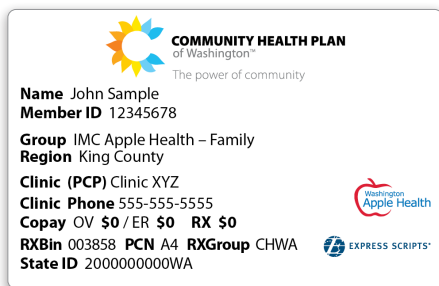 COMMUNITY HEALTH PLAN
of Washington™
The power of community
Name John Sample
Member ID 12345678
Group IMC Apple Health – Family
Region King County
Clinic (PCP) Clinic XYZ
Clinic Phone 555-555-5555
Copay OV $0 / ER $0 RX $0
RXBin 003858 PCN A4 RXGroup CHWA
State ID 2000000000WA
Washington
Apple Health
EXPRESS SCRIPTS®